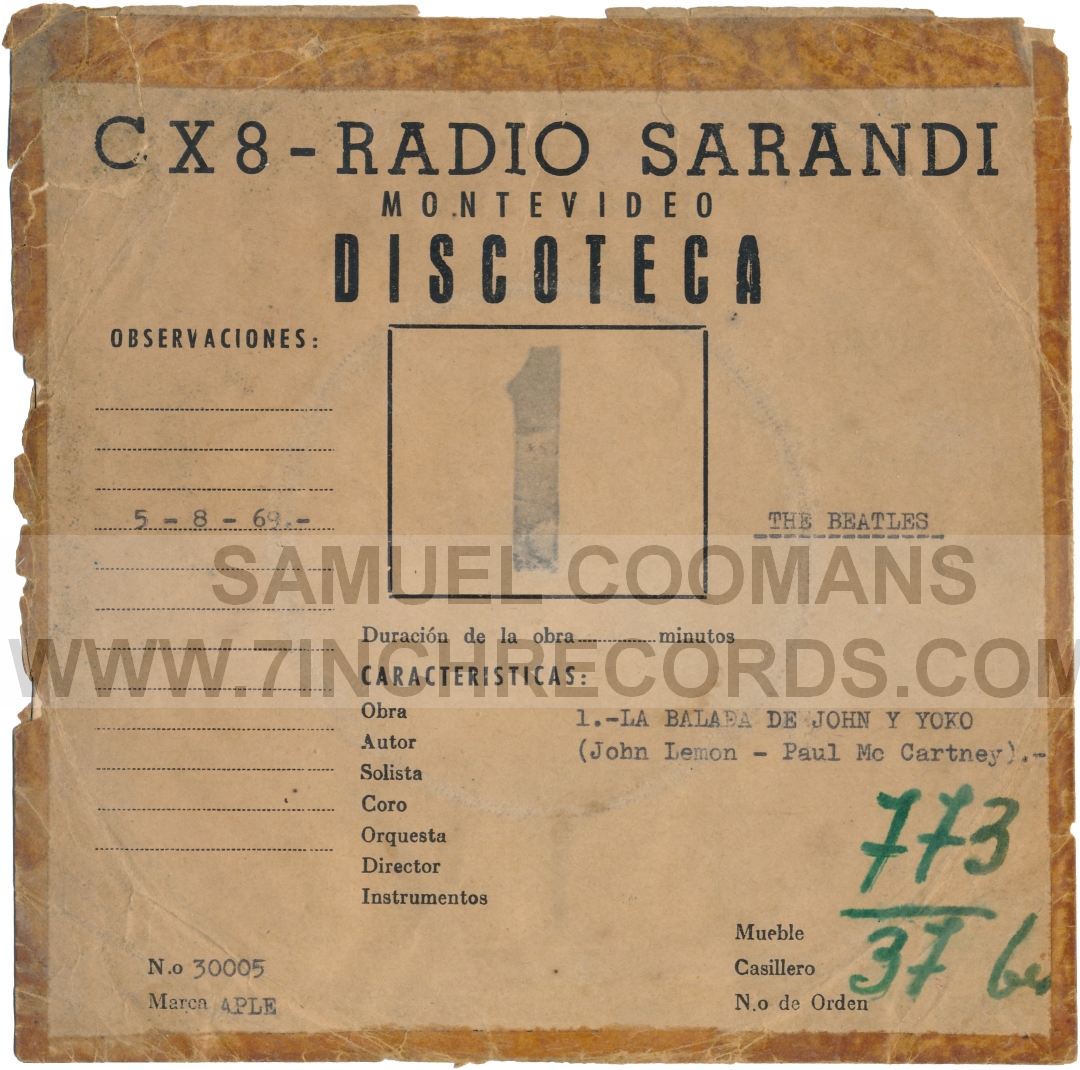 CX8-RADIO SARANDI
MONTEVIDEO
DISCOTECA
OBSERVACIONES:
1
5 - 8 - 69.-
THE BEATLES
SAMUEL COOMANS
WWW.7INCHRECORDS.COM
Duración de la obra............minutos
CARACTERISTICAS:
Obra 1.-LA BALADA DE JOHN Y YOKO
Autor (John Lemon - Paul Mc Cartney).-
Solista
Coro
Orquesta
Director
Instrumentos
773
37
Mueble
Casillero
N.o de Orden
N.o 30005
Marca APLE